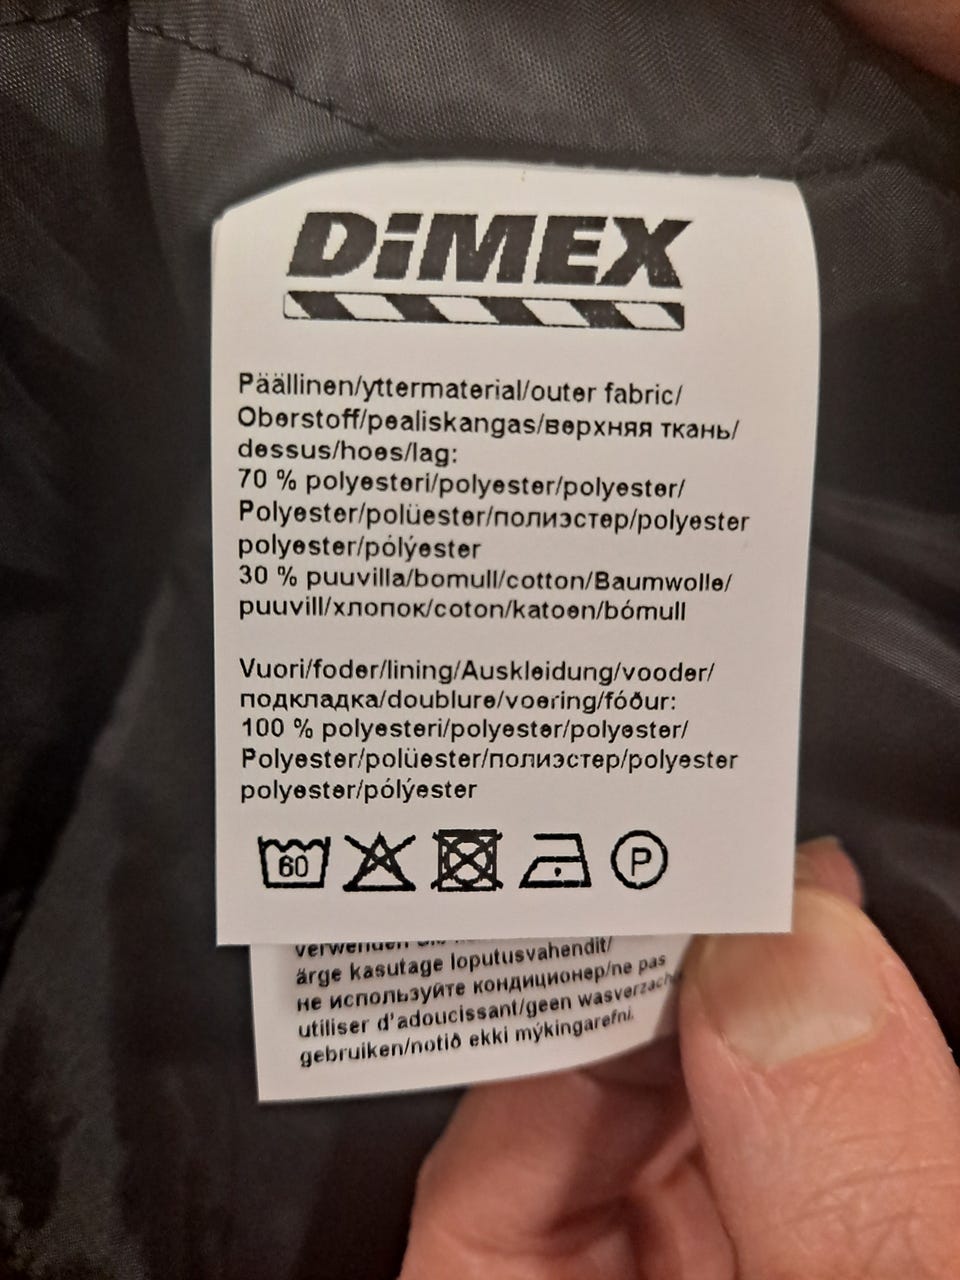 DiMEX
Päällinen/yttermaterial/outer fabric/
Oberstoff/pealiskangas/верхняя ткань/
dessus/hoes/lag:
70 % polyesteri/polyester/polyester/
Polyester/polüester/полиэстер/polyester
polyester/pólýester
30 % puuvilla/bomull/cotton/Baumwolle/
puuvill/хлопок/coton/katoen/bómull
Vuori/foder/lining/Auskleidung/vooder/
подкладка/doublure/voering/fóður:
100 % polyesteri/polyester/polyester/
Polyester/polüester/полиэстер/polyester
polyester/pólýester
60 P
verwenden
ärge kasutage loputusvahendit/
не используйте кондиционер/ne pas
utiliser d'adoucissant/geen wasverzach
gebruiken/notið ekki mýkingarefni.